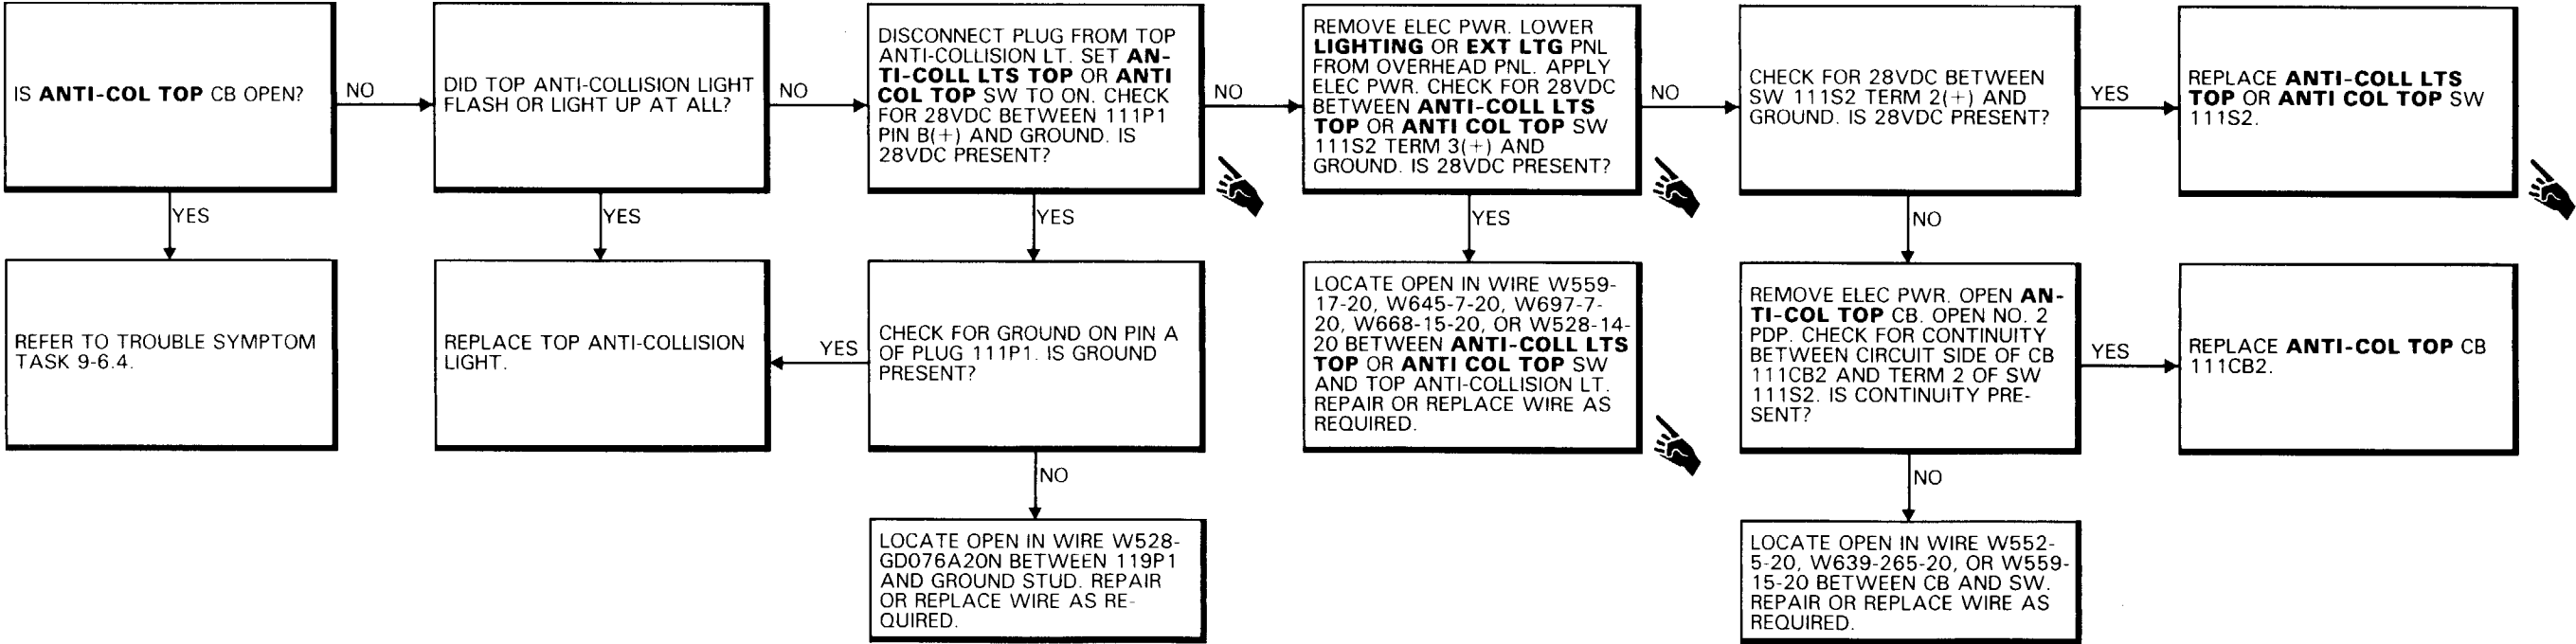 IS ANTI-COL TOP CB OPEN?
NO
YES
REFER TO TROUBLE SYMPTOM
TASK 9-6.4.
DID TOP ANTI-COLLISION LIGHT
FLASH OR LIGHT UP AT ALL?
NO
YES
REPLACE TOP ANTI-COLLISION
LIGHT.
DISCONNECT PLUG FROM TOP
ANTI-COLLISION LT. SET AN-
TI-COLL LTS TOP OR ANTI
COL TOP SW TO ON. CHECK
FOR 28VDC BETWEEN 111P1
PIN B(+) AND GROUND. IS
28VDC PRESENT?
NO
YES
CHECK FOR GROUND ON PIN A
OF PLUG 111P1. IS GROUND
PRESENT?
YES
NO
LOCATE OPEN IN WIRE W528-
GD076A20N BETWEEN 119P1
AND GROUND STUD. REPAIR
OR REPLACE WIRE AS RE-
QUIRED.
REMOVE ELEC PWR. LOWER
LIGHTING OR EXT LTG PNL
FROM OVERHEAD PNL. APPLY
ELEC PWR. CHECK FOR 28VDC
BETWEEN ANTI-COLL LTS
TOP OR ANTI COL TOP SW
111S2 TERM 3(+) AND
GROUND. IS 28VDC PRESENT?
NO
YES
LOCATE OPEN IN WIRE W559-
17-20, W645-7-20, W697-7-
20, W668-15-20, OR W528-14-
20 BETWEEN ANTI-COLL LTS
TOP OR ANTI COL TOP SW
AND TOP ANTI-COLLISION LT.
REPAIR OR REPLACE WIRE AS
REQUIRED.
CHECK FOR 28VDC BETWEEN
SW 111S2 TERM 2(+) AND
GROUND. IS 28VDC PRESENT?
YES
NO
REPLACE ANTI-COLL LTS
TOP OR ANTI COL TOP SW
111S2.
REMOVE ELEC PWR. OPEN AN-
TI-COL TOP CB. OPEN NO. 2
PDP. CHECK FOR CONTINUITY
BETWEEN CIRCUIT SIDE OF CB
111CB2 AND TERM 2 OF SW
111S2. IS CONTINUITY PRE-
SENT?
YES
NO
REPLACE ANTI-COL TOP CB
111CB2.
LOCATE OPEN IN WIRE W552-
5-20, W639-265-20, OR W559-
15-20 BETWEEN CB AND SW.
REPAIR OR REPLACE WIRE AS
REQUIRED.